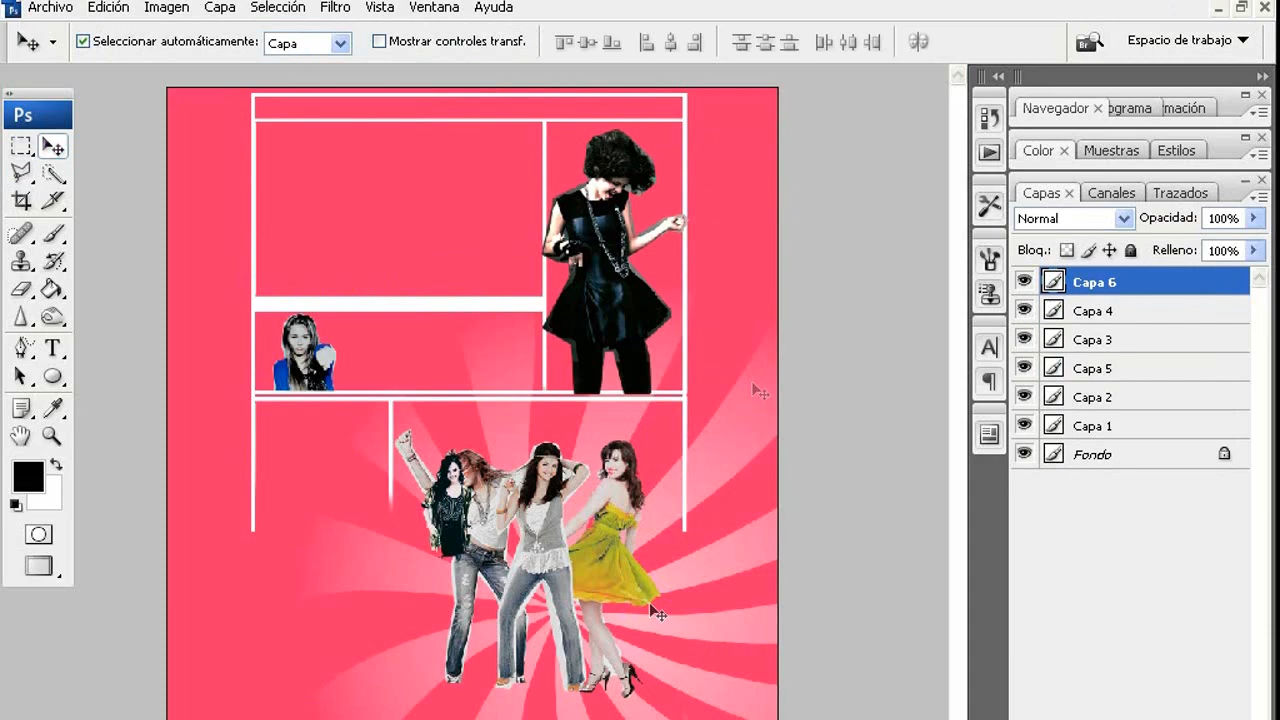 Ps Archivo Edición Imagen Capa Selección Filtro Vista Ventana Ayuda
Seleccionar automáticamente: Capa Mostrar controles transf. Br Espacio de trabajo
Ps
Navegador ograma mación
Color Muestras Estilos
Capas Canales Trazados
Normal Opacidad: 100%
Bloq.: Relleno: 100%
Capa 6
Capa 4
Capa 3
Capa 5
Capa 2
Capa 1
Fondo
T
A